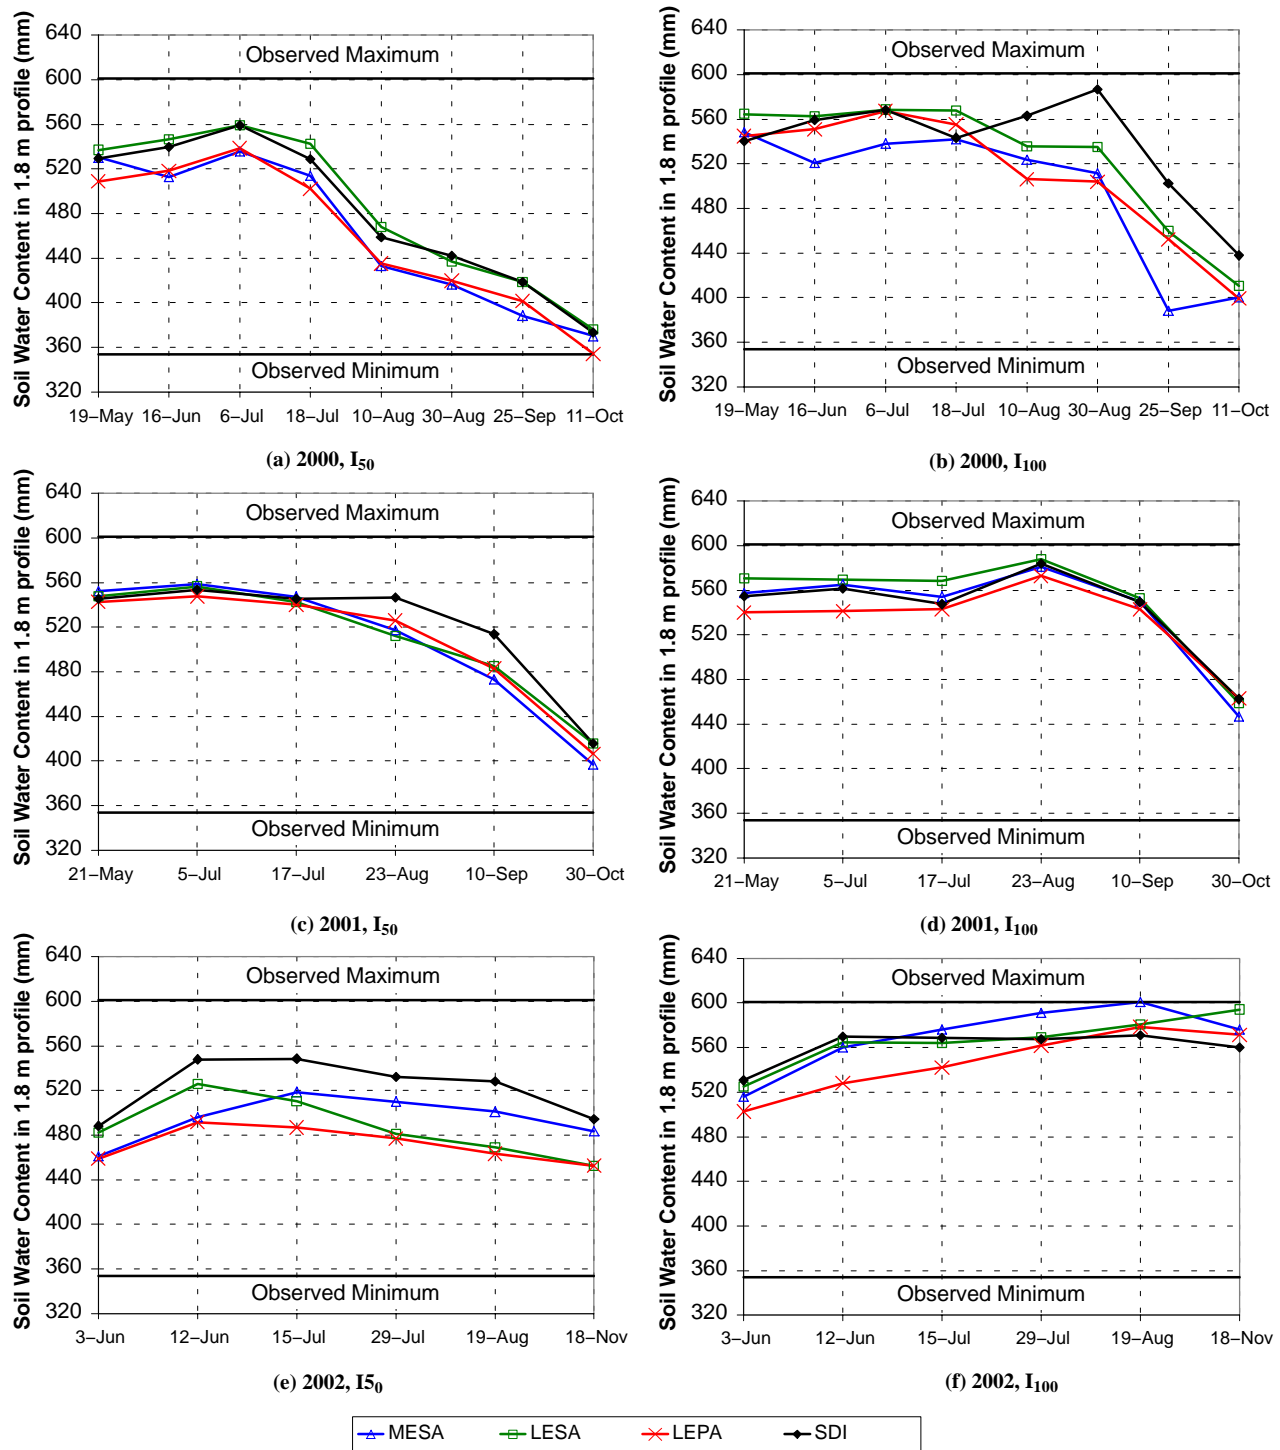 Soil Water Content in 1.8 m profile (mm)
640
600
560
520
480
440
400
360
320
Observed Maximum
Observed Minimum
19–May 16–Jun 6–Jul 18–Jul 10–Aug 30–Aug 25–Sep 11–Oct
(a) 2000, I50
Soil Water Content in 1.8 m profile (mm)
640
600
560
520
480
440
400
360
320
Observed Maximum
Observed Minimum
19–May 16–Jun 6–Jul 18–Jul 10–Aug 30–Aug 25–Sep 11–Oct
(b) 2000, I100
Soil Water Content in 1.8 m profile (mm)
640
600
560
520
480
440
400
360
320
Observed Maximum
Observed Minimum
21–May 5–Jul 17–Jul 23–Aug 10–Sep 30–Oct
(c) 2001, I50
Soil Water Content in 1.8 m profile (mm)
640
600
560
520
480
440
400
360
320
Observed Maximum
Observed Minimum
21–May 5–Jul 17–Jul 23–Aug 10–Sep 30–Oct
(d) 2001, I100
Soil Water Content in 1.8 m profile (mm)
640
600
560
520
480
440
400
360
320
Observed Maximum
Observed Minimum
3–Jun 12–Jun 15–Jul 29–Jul 19–Aug 18–Nov
(e) 2002, I50
Soil Water Content in 1.8 m profile (mm)
640
600
560
520
480
440
400
360
320
Observed Maximum
Observed Minimum
3–Jun 12–Jun 15–Jul 29–Jul 19–Aug 18–Nov
(f) 2002, I100
MESA LESA LEPA SDI